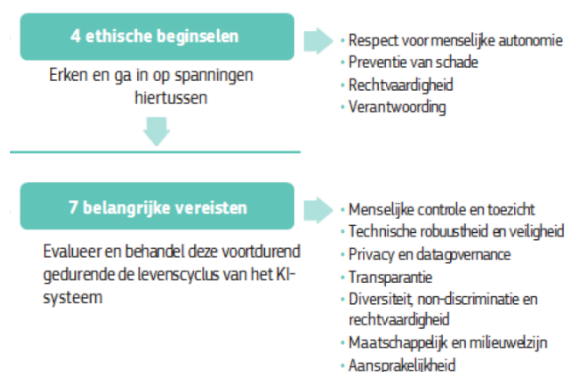 4 ethische beginselen
Erken en ga in op spanningen
hiertussen
• Respect voor menselijke autonomie
• Preventie van schade
• Rechtvaardigheid
• Verantwoording
7 belangrijke vereisten
Evalueer en behandel deze voortdurend
gedurende de levenscyclus van het KI-
systeem
• Menselijke controle en toezicht
• Technische robuustheid en veiligheid
• Privacy en datagovernance
• Transparantie
• Diversiteit, non-discriminatie en
rechtvaardigheid
• Maatschappelijk en milieuwelzijn
• Aansprakelijkheid